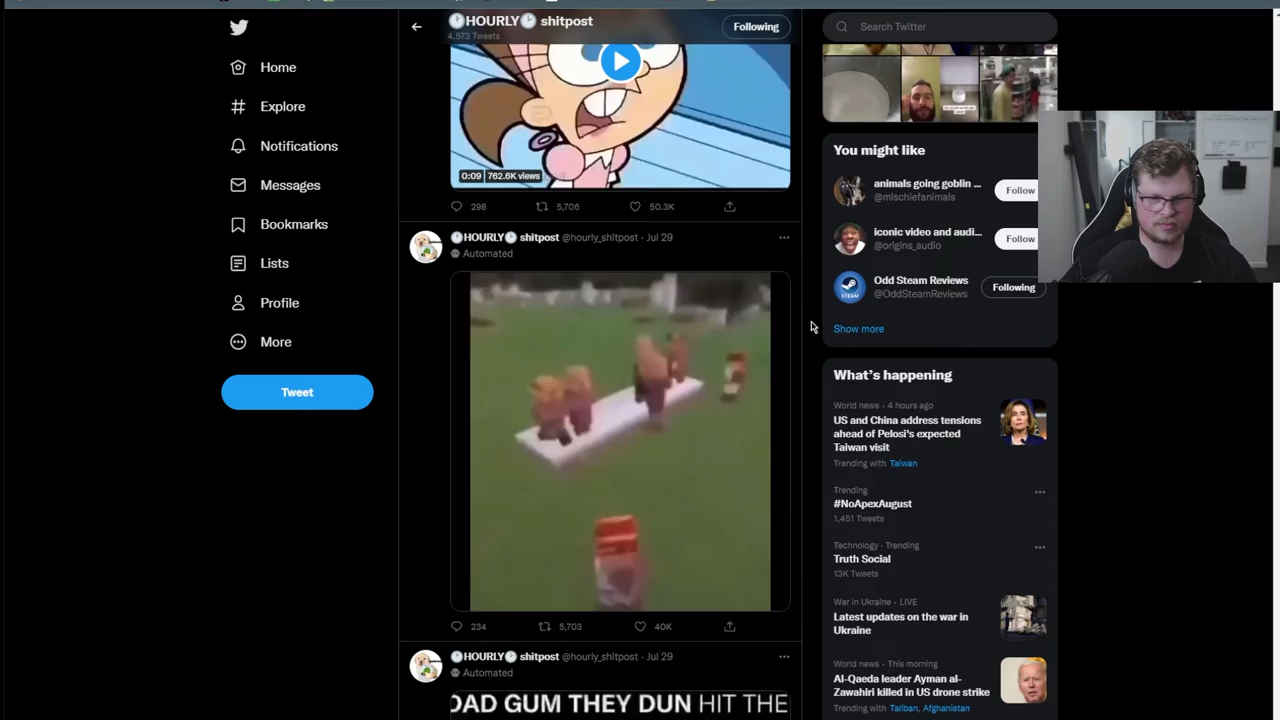 🕑HOURLY🕑 shitpost
4,573 Tweets
Following
Search Twitter
Home
Explore
Notifications
Messages
Bookmarks
Lists
Profile
More
Tweet
0:09 762.6K views
298 5,706 50.3K
🕑HOURLY🕑 shitpost @hourly_shitpost · Jul 29
Automated
234 5,703 40K
🕑HOURLY🕑 shitpost @hourly_shitpost · Jul 29
Automated
DAD GUM THEY DUN HIT THE
You might like
animals going goblin ...
@mischiefanimals
Follow
iconic video and audi...
@origins_audio
Follow
Odd Steam Reviews
@OddSteamReviews
Following
STEAM
Show more
What's happening
World news · 4 hours ago
US and China address tensions
ahead of Pelosi's expected
Taiwan visit
Trending with Taiwan
Trending
#NoApexAugust
1,451 Tweets
Technology · Trending
Truth Social
13K Tweets
War in Ukraine · LIVE
Latest updates on the war in
Ukraine
World news · This morning
Al-Qaeda leader Ayman al-
Zawahiri killed in US drone strike
Trending with Taliban, Afghanistan